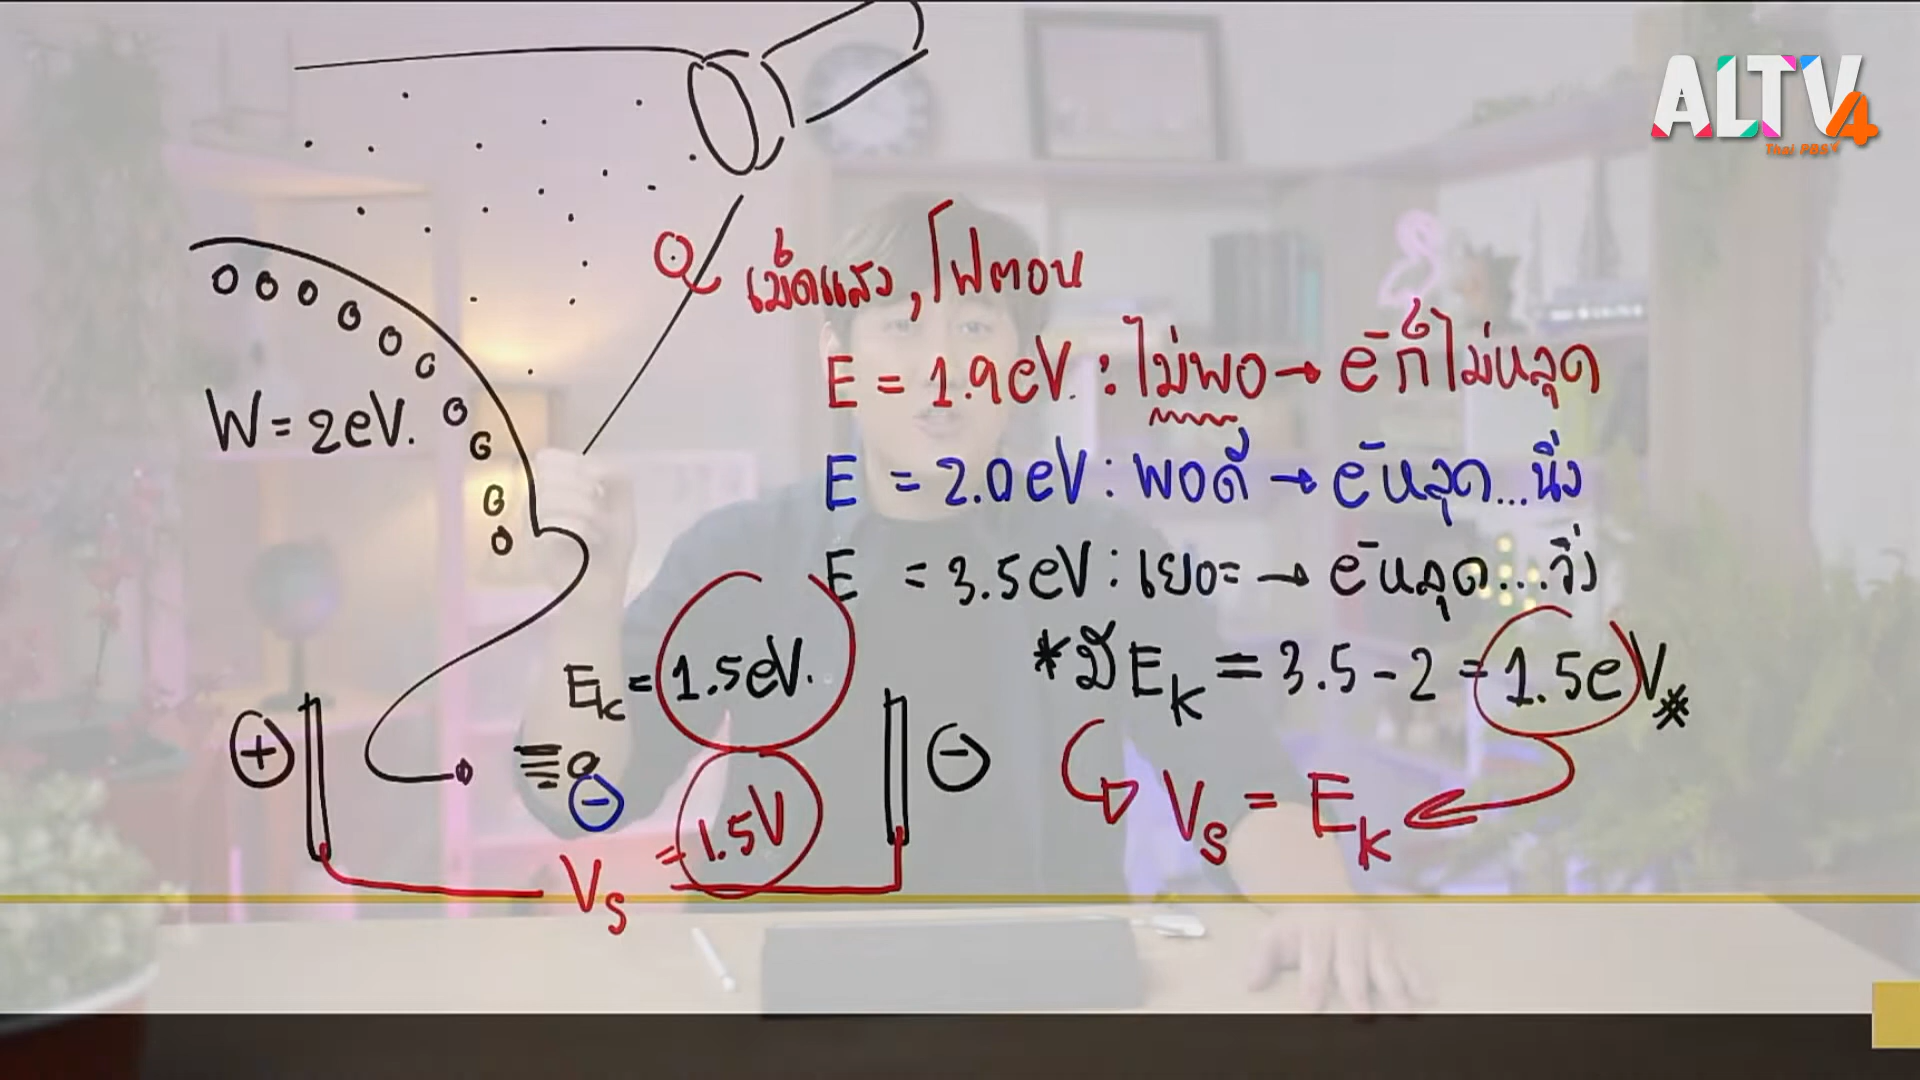 ALTV4
Thai PBS
เม็ดแสง, โฟตอน
E = 1.9eV. : ไม่พอ → e⁻ ก็ไม่หลุด
W = 2eV.
E = 2.0eV : พอดี → e⁻ หลุด...นิ่ง
E = 3.5eV : เยอะ → e⁻ หลุด...วิ่ง
Ek = 1.5eV.
*มี Ek = 3.5 - 2 = 1.5eV*
+
-
-
Vs = Ek
Vs = 1.5V